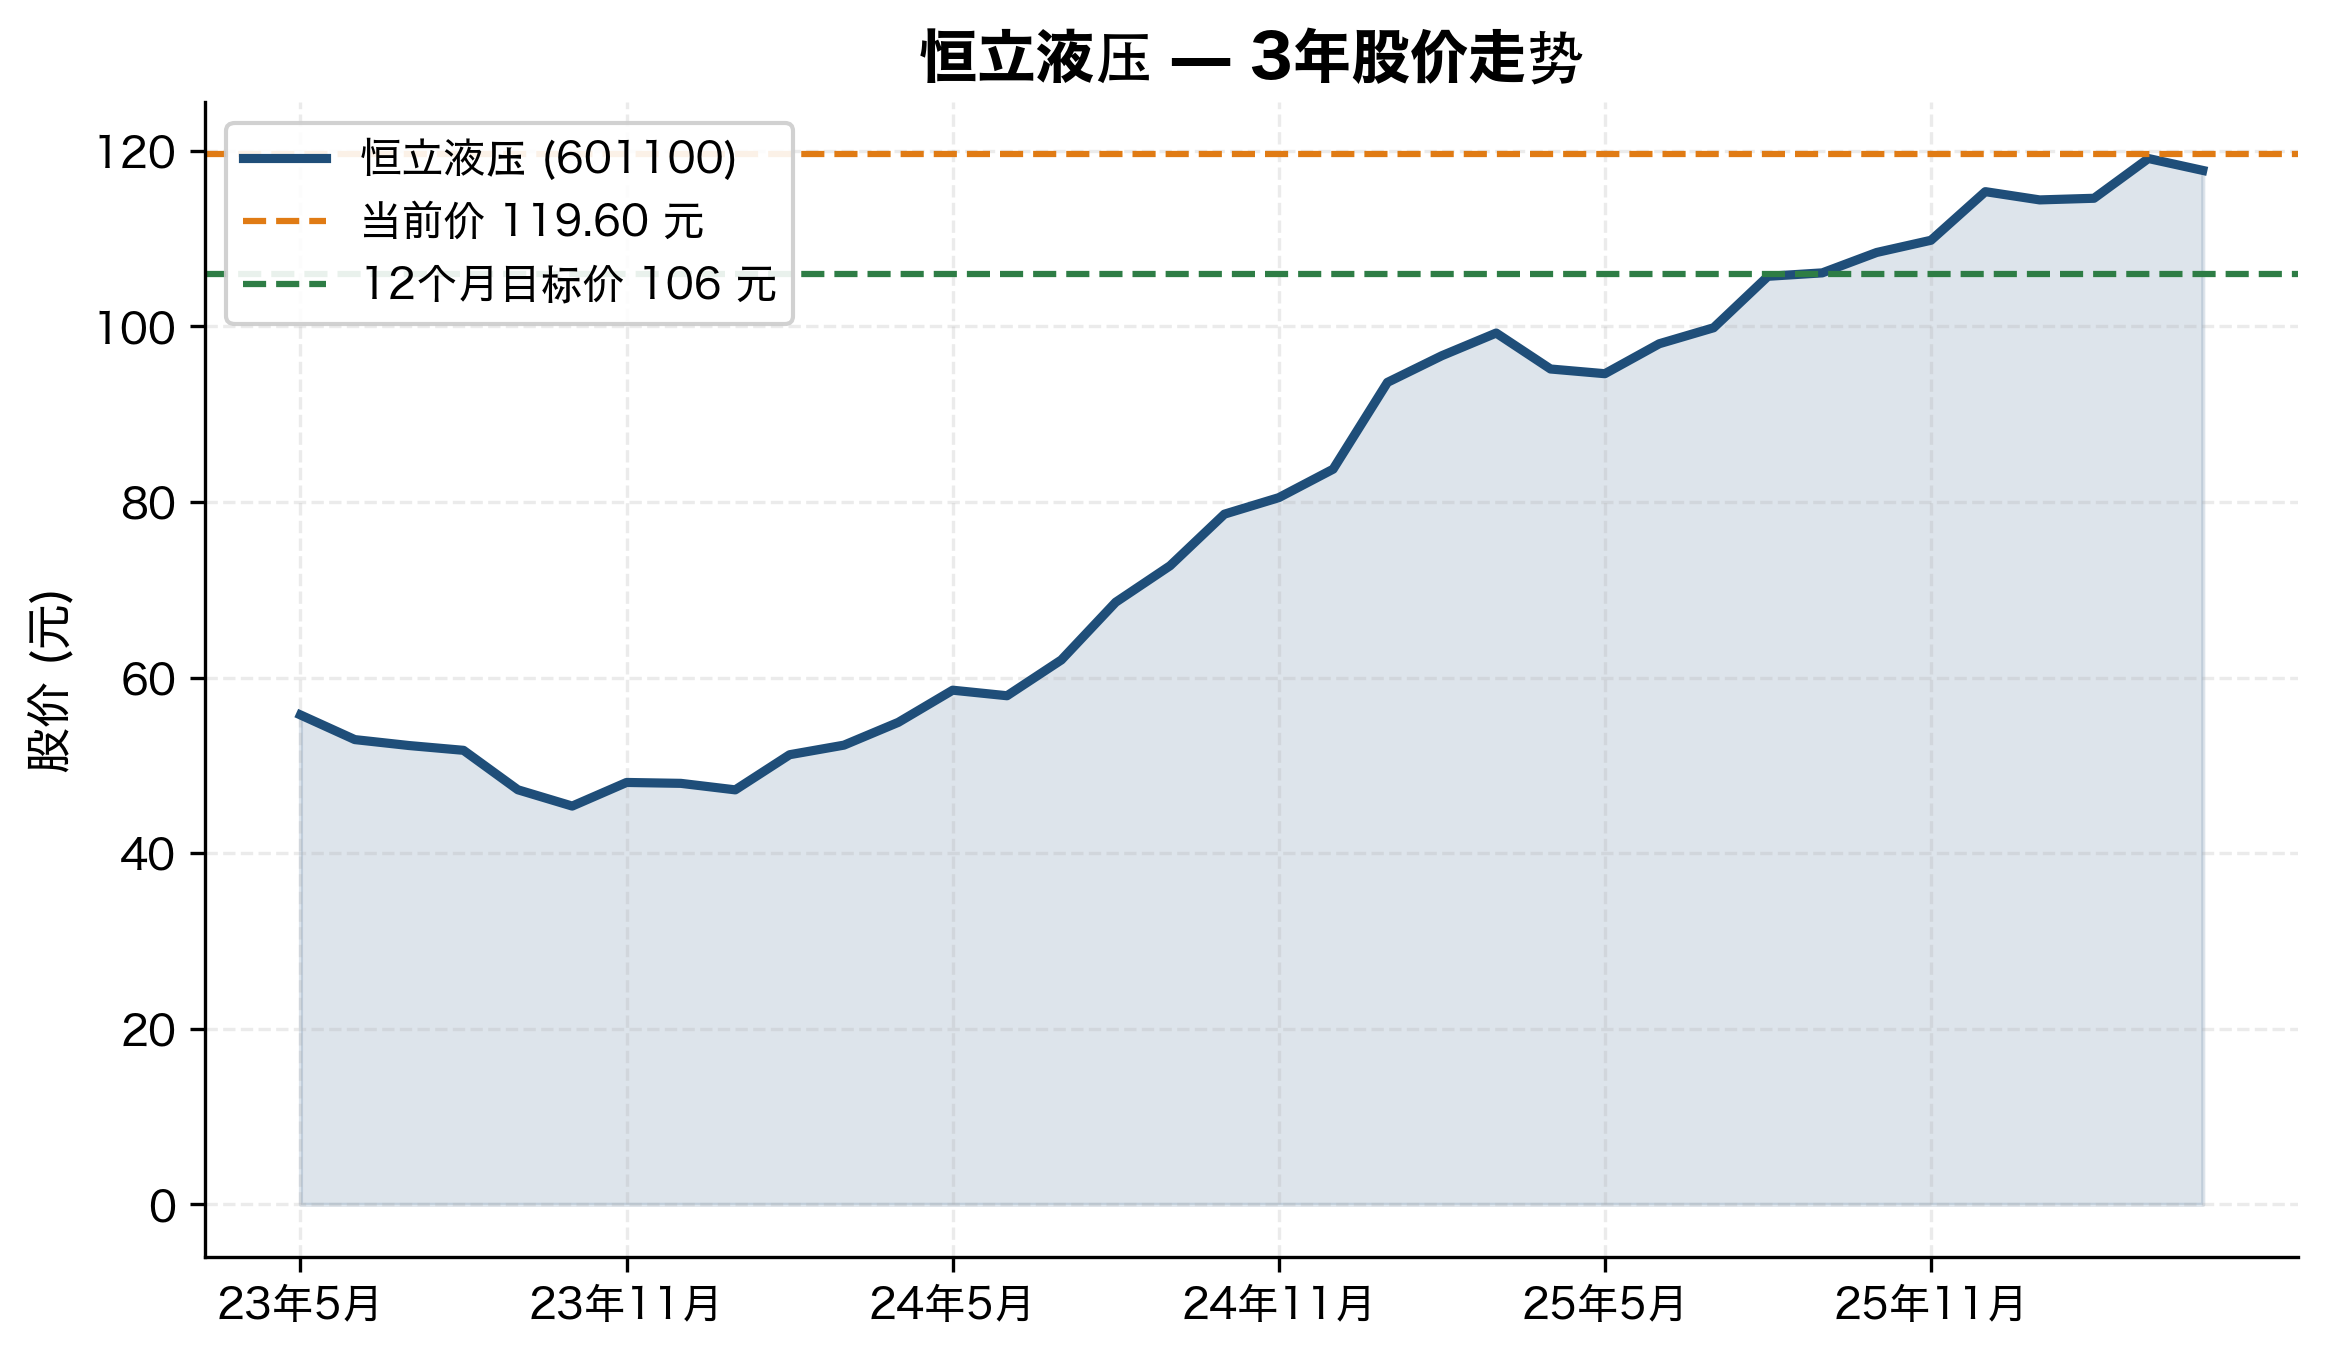 恒立液压 — 3年股价走势
恒立液压 (601100)
当前价 119.60 元
12个月目标价 106 元
股价 (元)
120
100
80
60
40
20
0
23年5月 23年11月 24年5月 24年11月 25年5月 25年11月